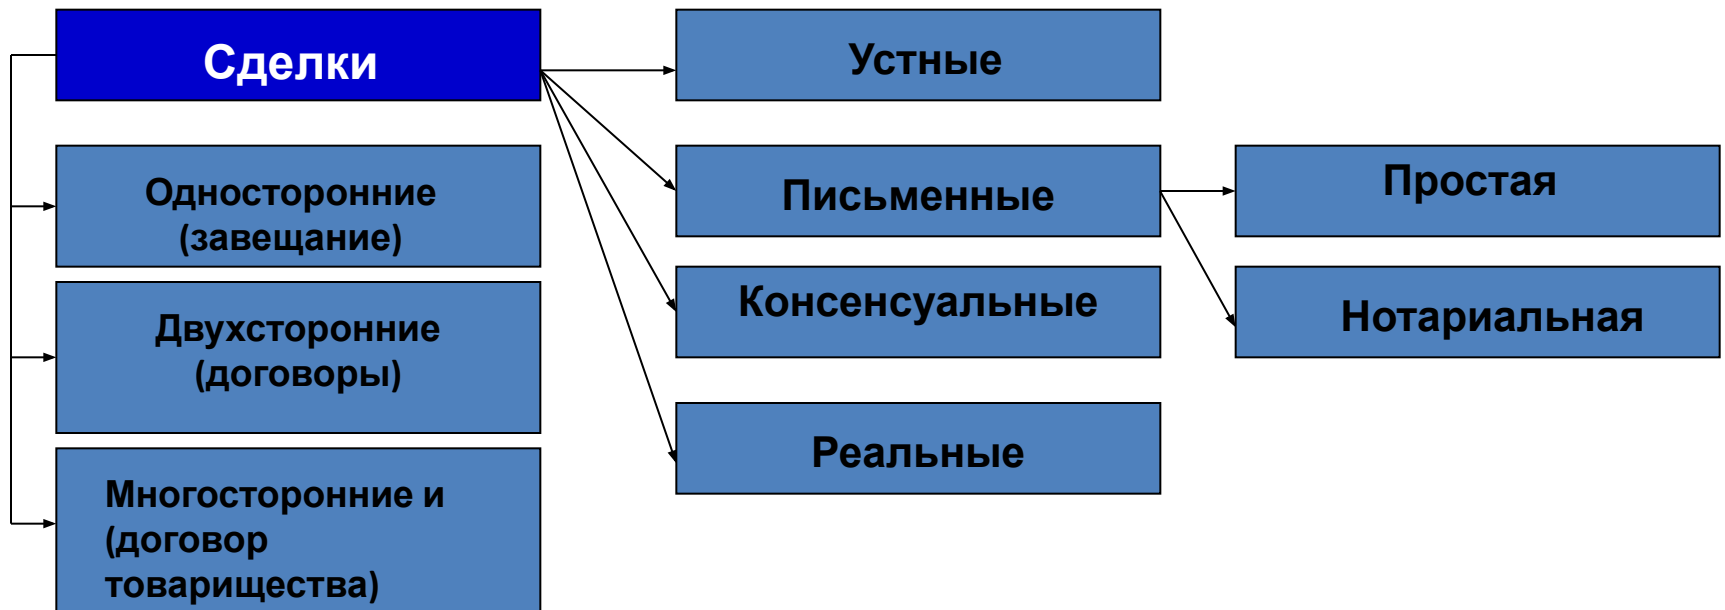 Сделки
Односторонние
(завещание)
Двухсторонние
(договоры)
Многосторонние и
(договор
товарищества)
Устные
Письменные
Консенсуальные
Реальные
Простая
Нотариальная